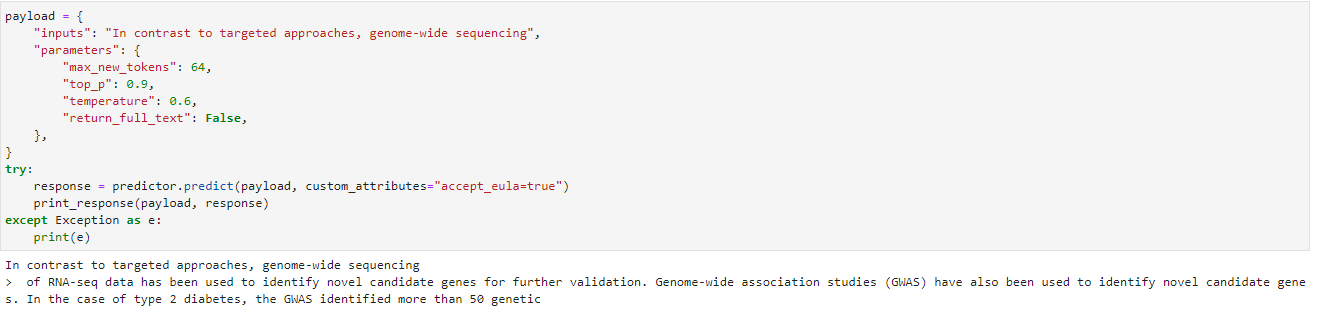 payload = {
    "inputs": "In contrast to targeted approaches, genome-wide sequencing",
    "parameters": {
        "max_new_tokens": 64,
        "top_p": 0.9,
        "temperature": 0.6,
        "return_full_text": False,
    },
}
try:
    response = predictor.predict(payload, custom_attributes="accept_eula=true")
    print_response(payload, response)
except Exception as e:
    print(e)
In contrast to targeted approaches, genome-wide sequencing
>  of RNA-seq data has been used to identify novel candidate genes for further validation. Genome-wide association studies (GWAS) have also been used to identify novel candidate gene
s. In the case of type 2 diabetes, the GWAS identified more than 50 genetic